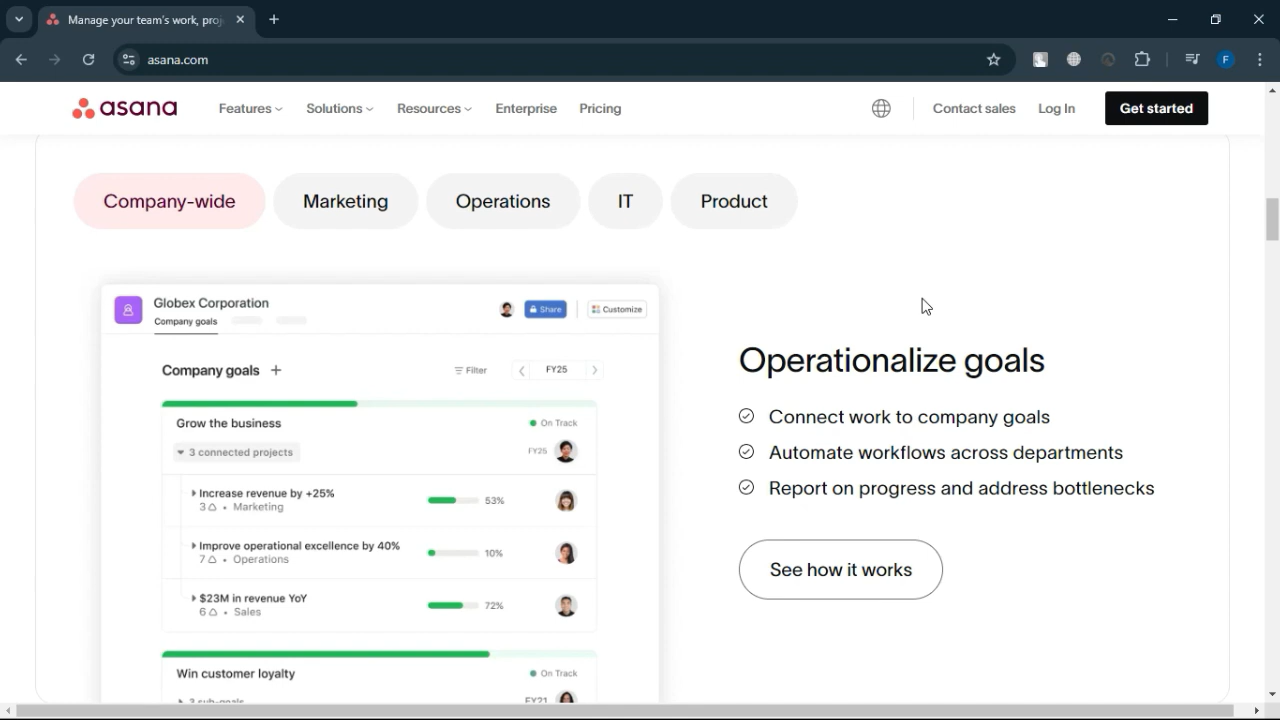 Manage your team's work, proj
asana.com
F
asana
Features
Solutions
Resources
Enterprise
Pricing
Contact sales
Log In
Get started
Company-wide
Marketing
Operations
IT
Product
Globex Corporation
Company goals
Share
Customize
Company goals +
Filter
FY25
Grow the business
On Track
3 connected projects
FY25
Increase revenue by +25%
3 • Marketing
53%
Improve operational excellence by 40%
7 • Operations
10%
$23M in revenue YoY
6 • Sales
72%
Win customer loyalty
On Track
3 sub-goals
FY21
Operationalize goals
Connect work to company goals
Automate workflows across departments
Report on progress and address bottlenecks
See how it works